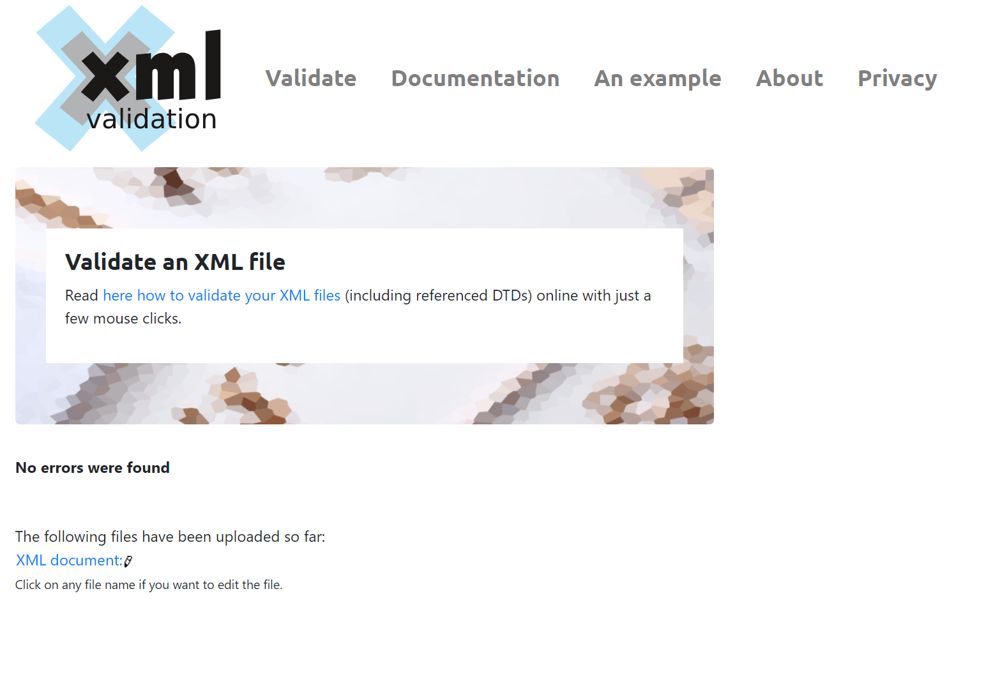 xml
validation
Validate Documentation An example About Privacy
Validate an XML file
Read here how to validate your XML files (including referenced DTDs) online with just a
few mouse clicks.
No errors were found
The following files have been uploaded so far:
XML document:
Click on any file name if you want to edit the file.